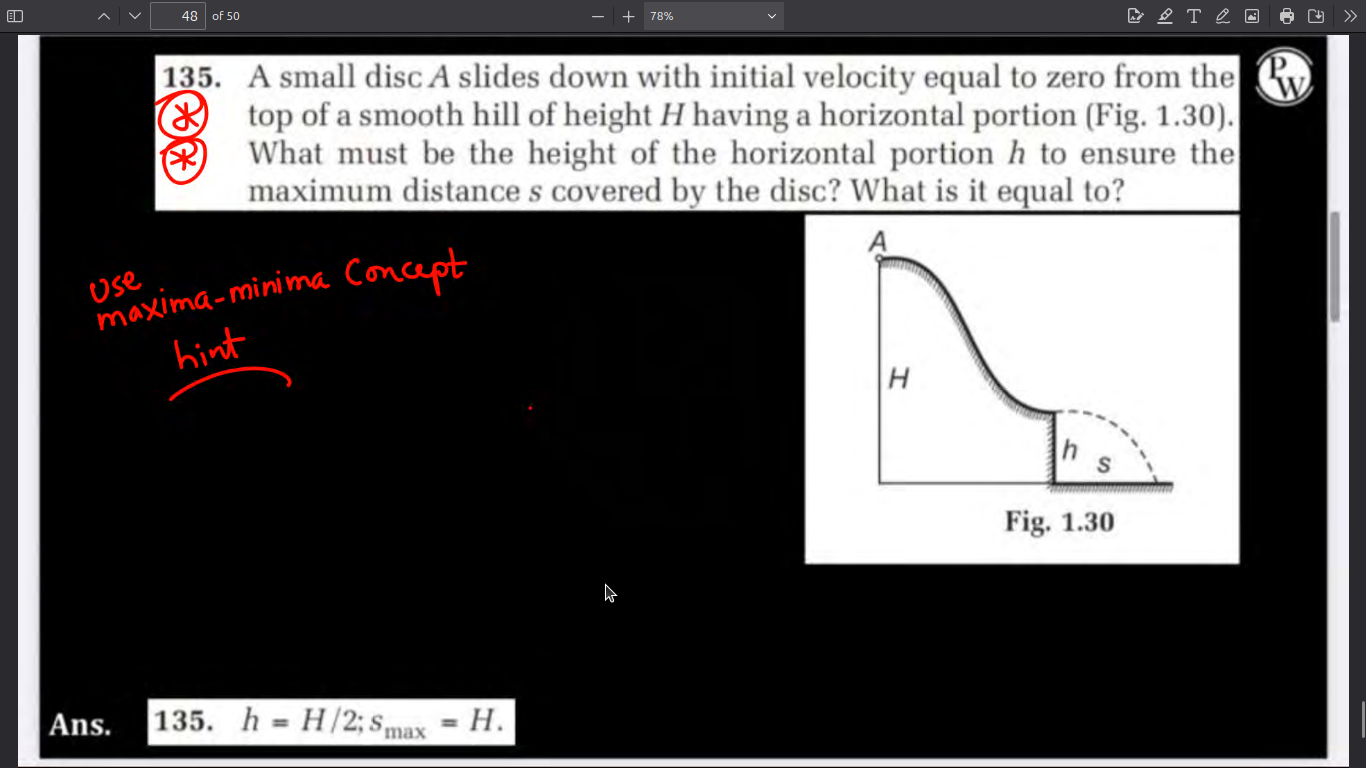 48 of 50
78%
135. A small disc A slides down with initial velocity equal to zero from the
top of a smooth hill of height H having a horizontal portion (Fig. 1.30).
What must be the height of the horizontal portion h to ensure the
maximum distance s covered by the disc? What is it equal to?
PW
use
maxima-minima Concept
hint
A
H
h
s
Fig. 1.30
Ans. 135. h = H/2; s_max = H.